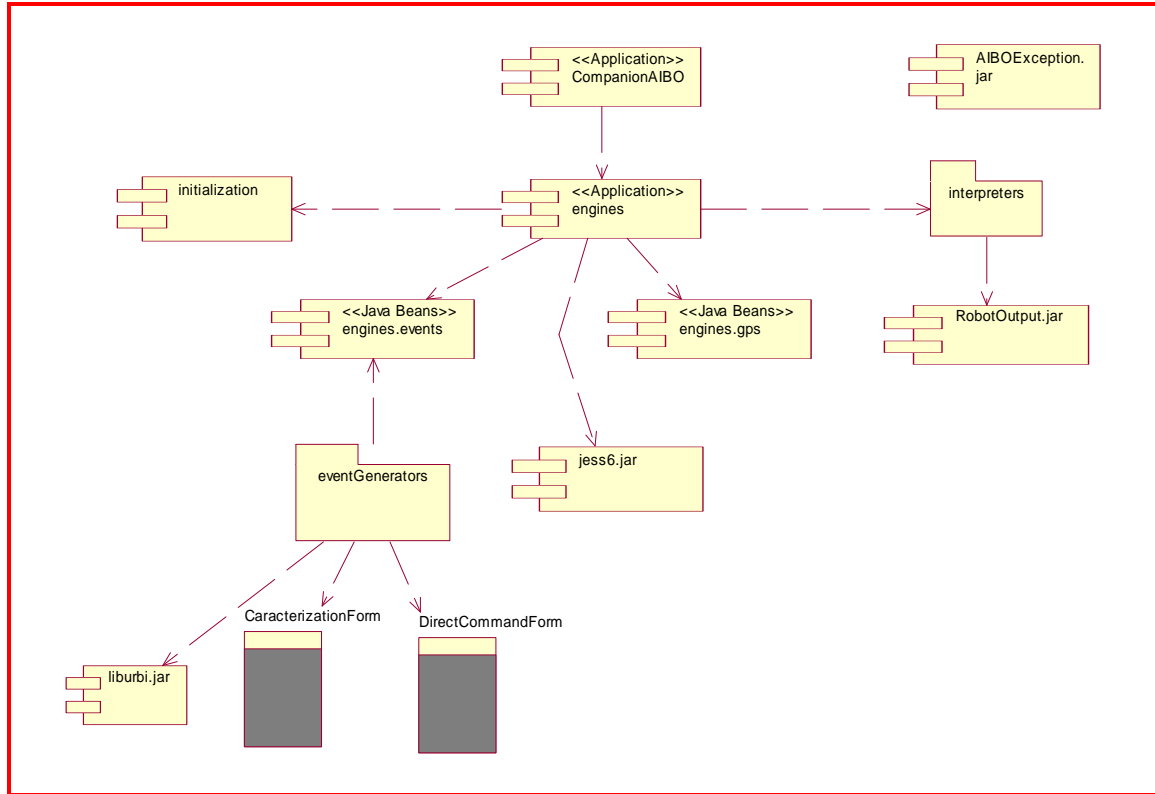 <<Application>>
CompanionAIBO
AIBOException.
jar
initialization
<<Application>>
engines
interpreters
<<Java Beans>>
engines.events
<<Java Beans>>
engines.gps
RobotOutput.jar
eventGenerators
jess6.jar
CaracterizationForm
DirectCommandForm
liburbi.jar